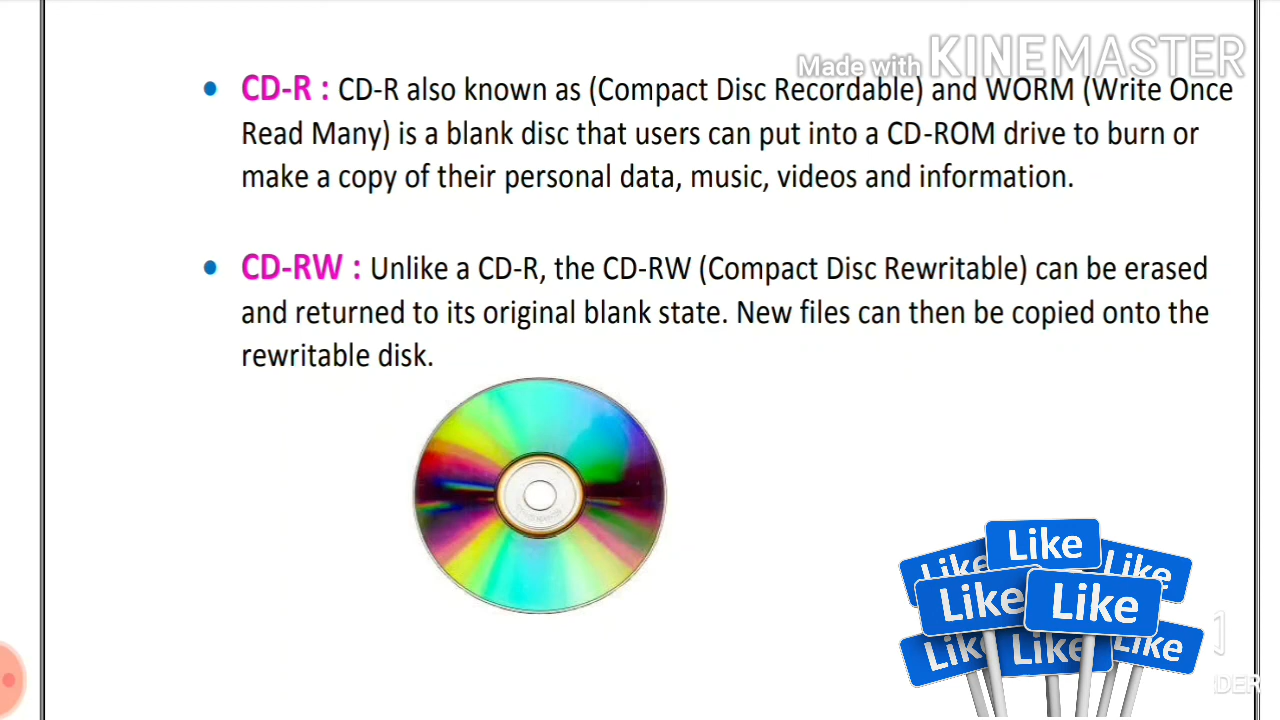 Made with KINEMASTER
CD-R : CD-R also known as (Compact Disc Recordable) and WORM (Write Once
Read Many) is a blank disc that users can put into a CD-ROM drive to burn or
make a copy of their personal data, music, videos and information.
CD-RW : Unlike a CD-R, the CD-RW (Compact Disc Rewritable) can be erased
and returned to its original blank state. New files can then be copied onto the
rewritable disk.
Like
Like
Like
Like
Like
Like
Like
Like
1